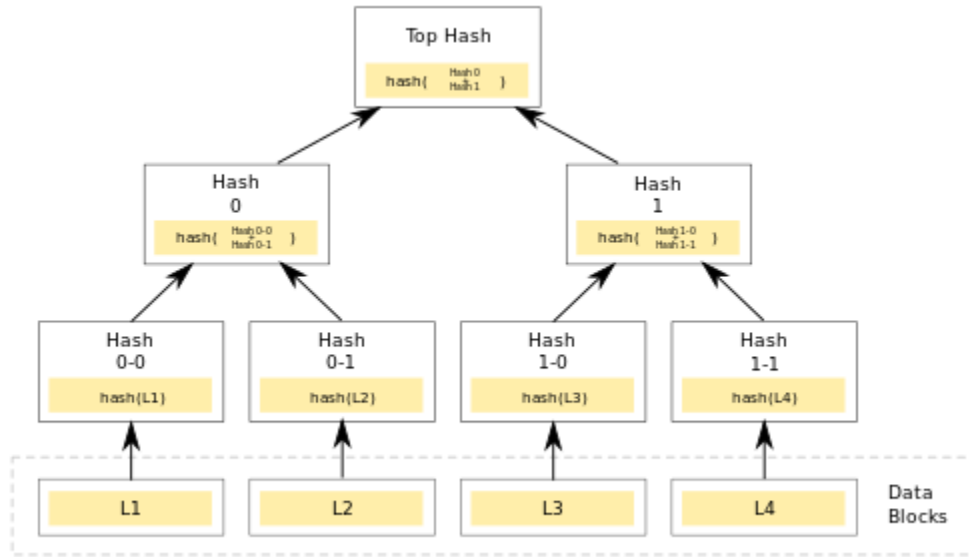 Top Hash
hash( Hash 0
+
Hash 1 )
Hash
0
hash( Hash 0-0
+
Hash 0-1 )
Hash
1
hash( Hash 1-0
+
Hash 1-1 )
Hash
0-0
hash(L1)
Hash
0-1
hash(L2)
Hash
1-0
hash(L3)
Hash
1-1
hash(L4)
L1
L2
L3
L4
Data
Blocks